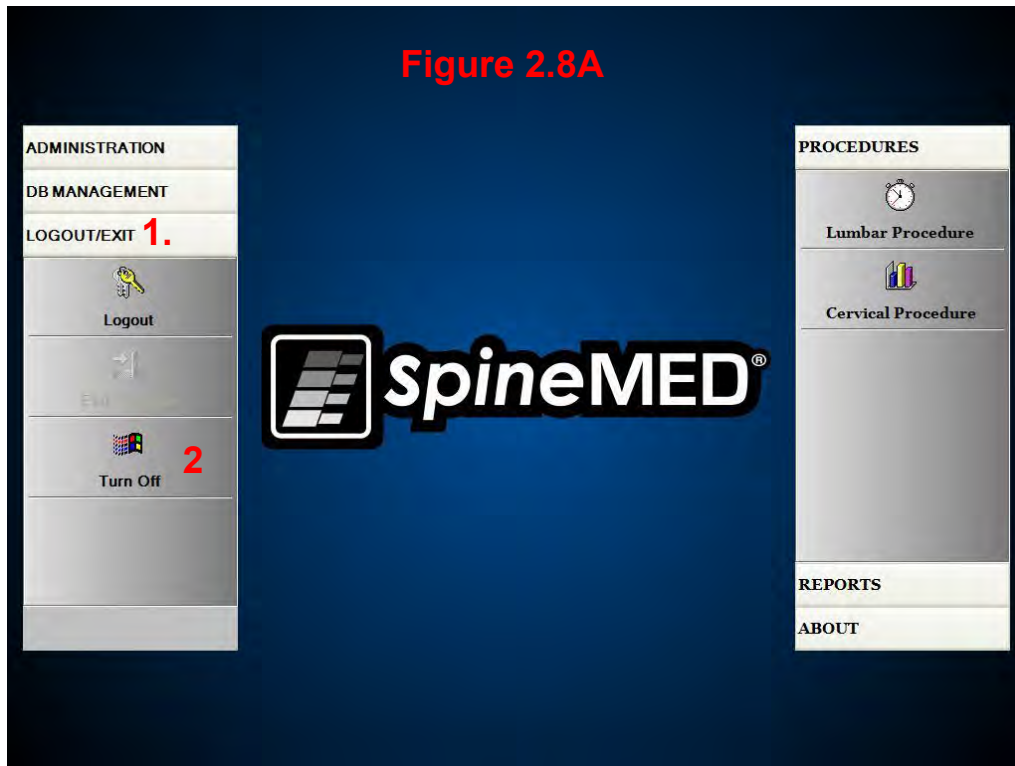 Figure 2.8A
ADMINISTRATION
DB MANAGEMENT
LOGOUT/EXIT 1.
Logout
Exit
Turn Off 2
SpineMED®
PROCEDURES
Lumbar Procedure
Cervical Procedure
REPORTS
ABOUT